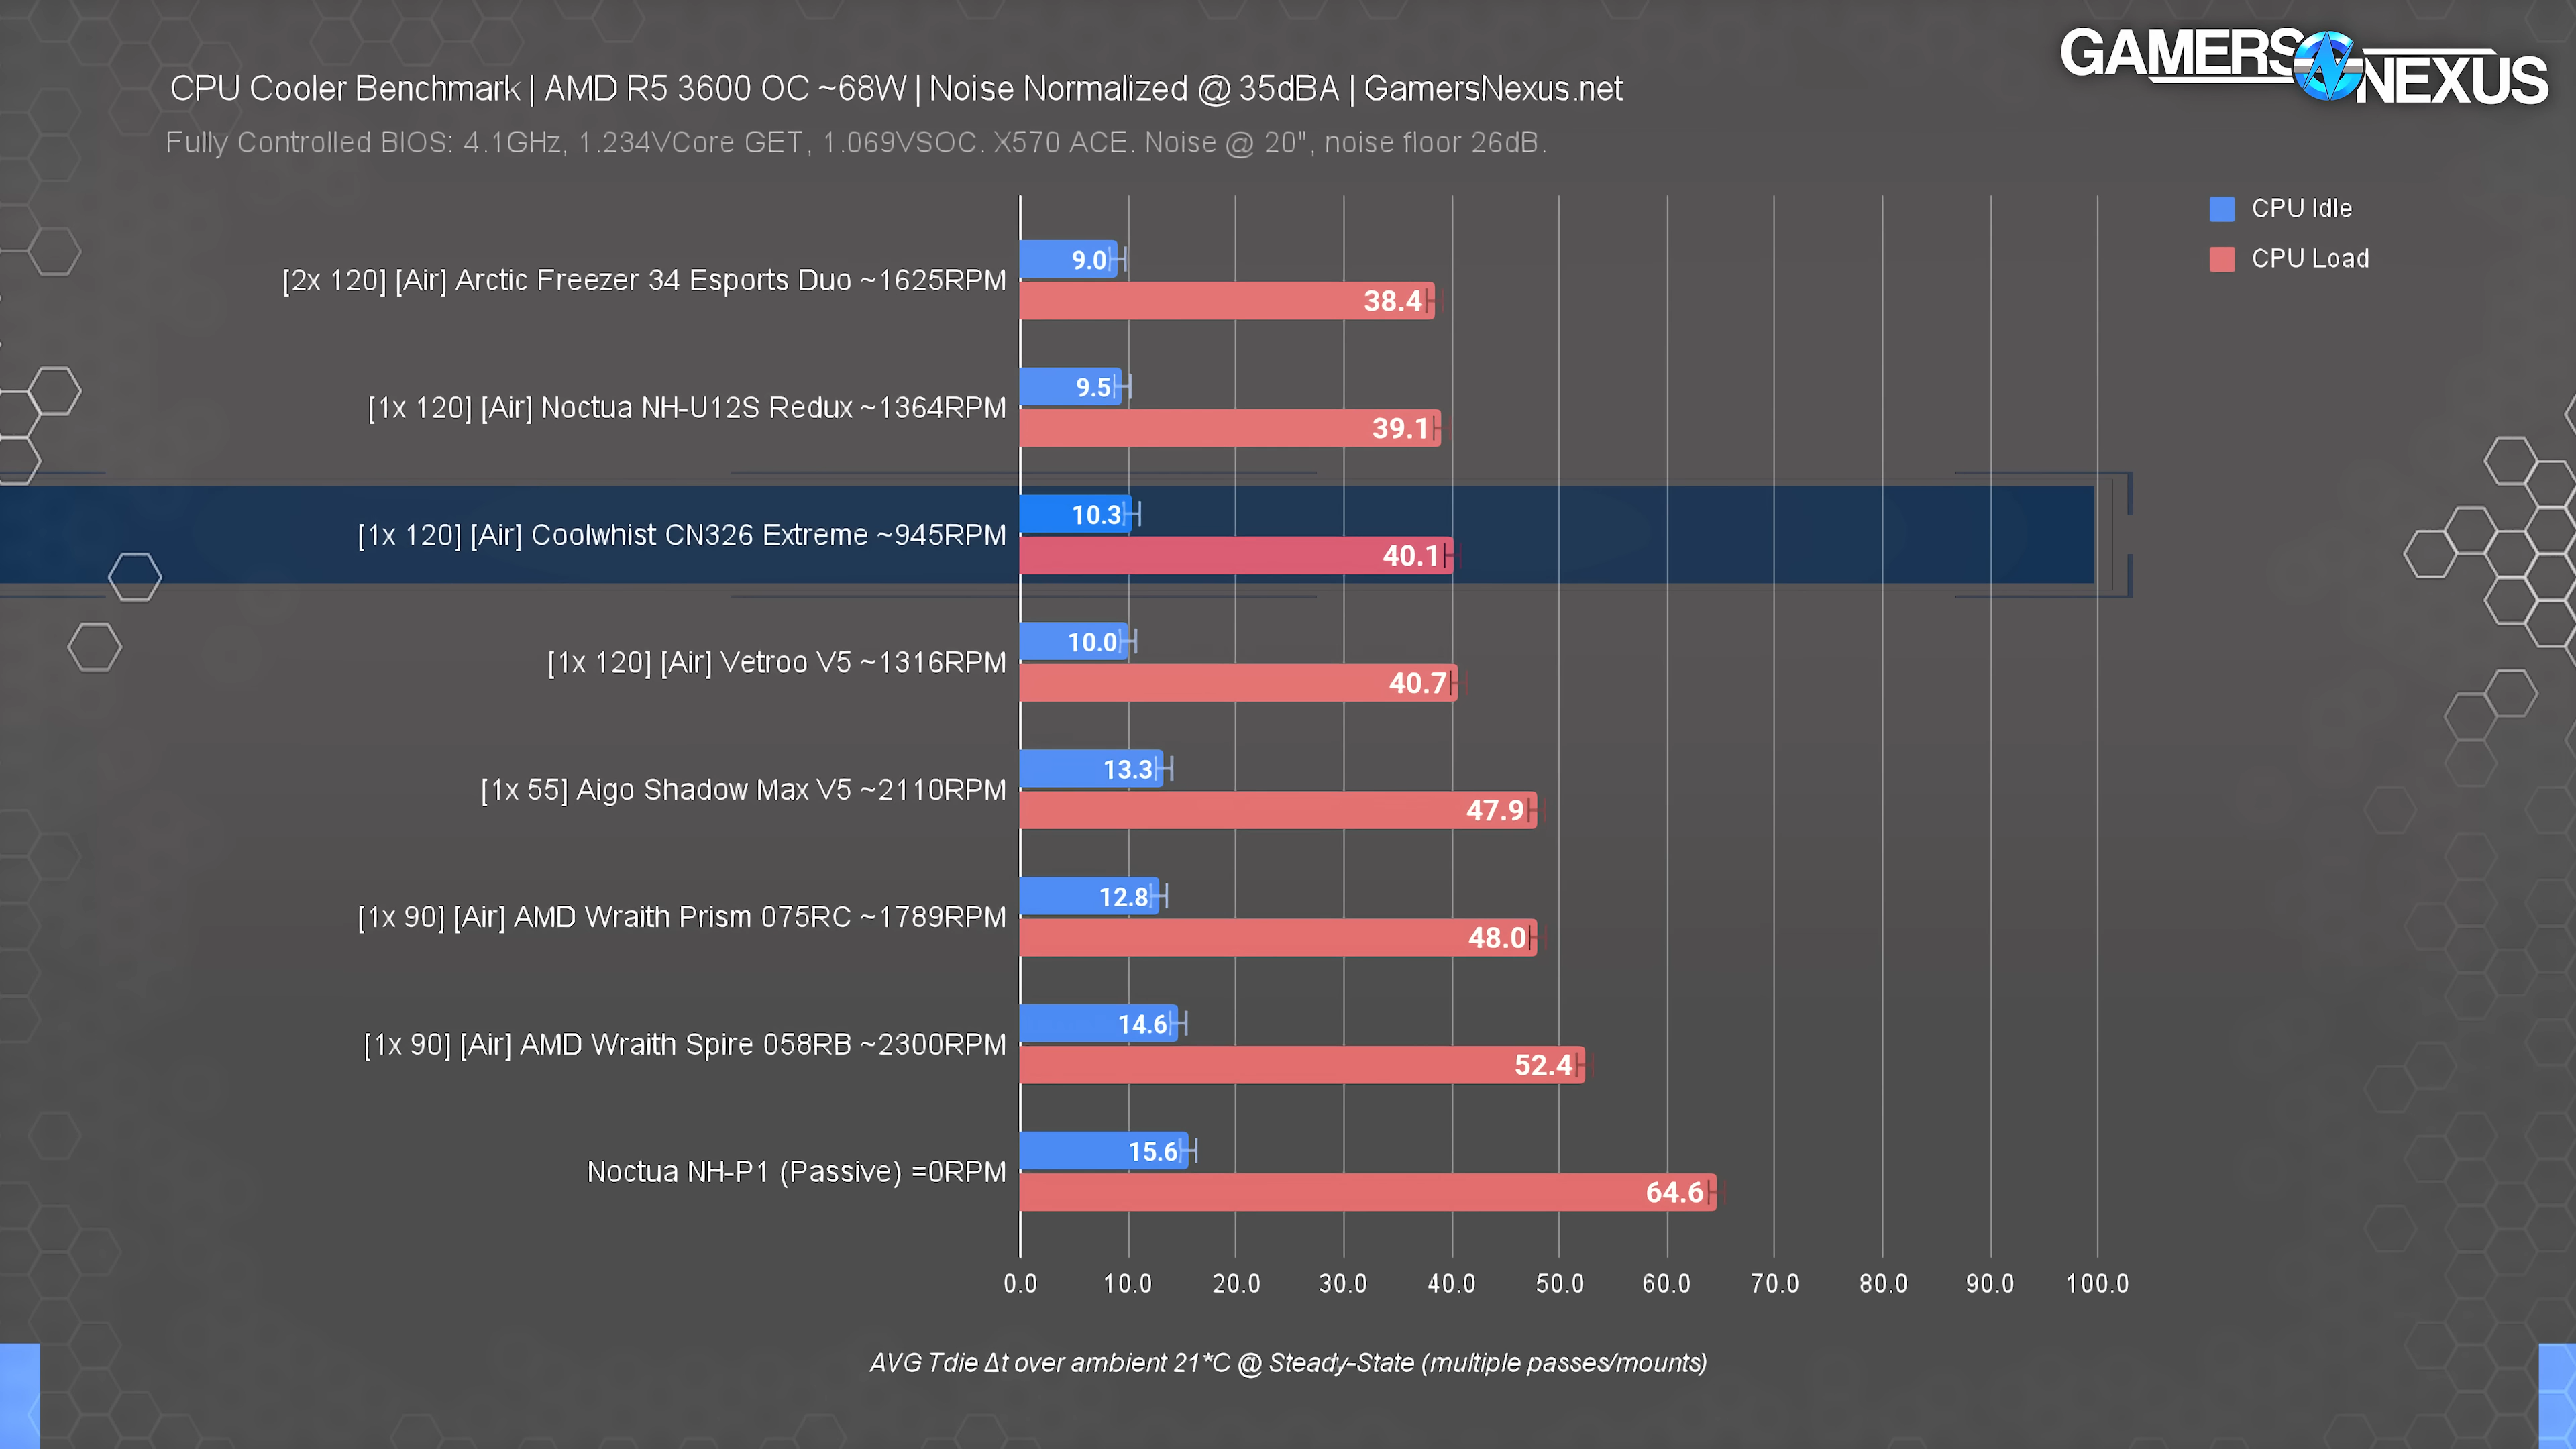 GAMERS NEXUS
CPU Cooler Benchmark | AMD R5 3600 OC ~68W | Noise Normalized @ 35dBA | GamersNexus.net
Fully Controlled BIOS: 4.1GHz, 1.234VCore GET, 1.069VSOC. X570 ACE. Noise @ 20", noise floor 26dB.
CPU Idle
CPU Load
[2x 120] [Air] Arctic Freezer 34 Esports Duo ~1625RPM
9.0
38.4
[1x 120] [Air] Noctua NH-U12S Redux ~1364RPM
9.5
39.1
[1x 120] [Air] Coolwhist CN326 Extreme ~945RPM
10.3
40.1
[1x 120] [Air] Vetroo V5 ~1316RPM
10.0
40.7
[1x 55] Aigo Shadow Max V5 ~2110RPM
13.3
47.9
[1x 90] [Air] AMD Wraith Prism 075RC ~1789RPM
12.8
48.0
[1x 90] [Air] AMD Wraith Spire 058RB ~2300RPM
14.6
52.4
Noctua NH-P1 (Passive) =0RPM
15.6
64.6
0.0 10.0 20.0 30.0 40.0 50.0 60.0 70.0 80.0 90.0 100.0
AVG Tdie Δt over ambient 21*C @ Steady-State (multiple passes/mounts)